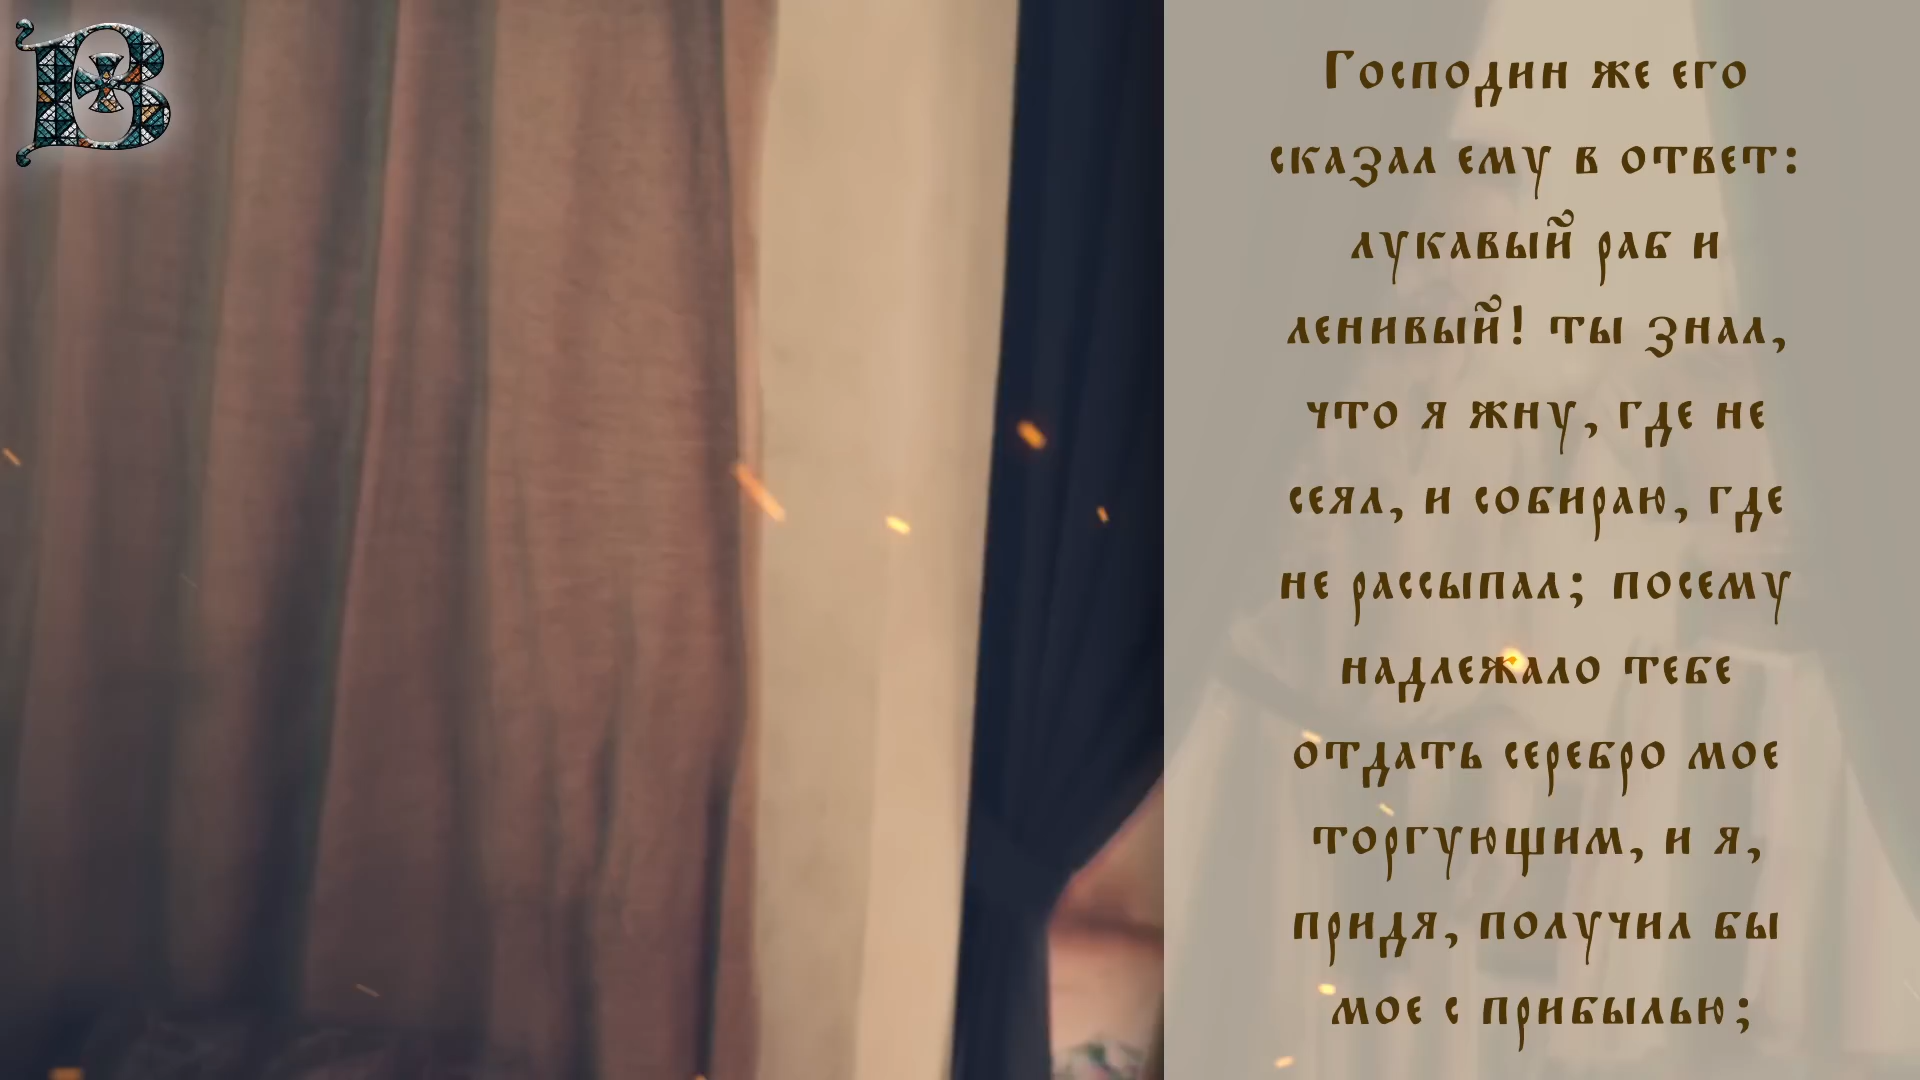 В
Господин же его
сказал ему в ответ:
лукавый раб и
ленивый! ты знал,
что я жну, где не
сеял, и собираю, где
не рассыпал; посему
надлежало тебе
отдать серебро мое
торгующим, и я,
придя, получил бы
мое с прибылью;